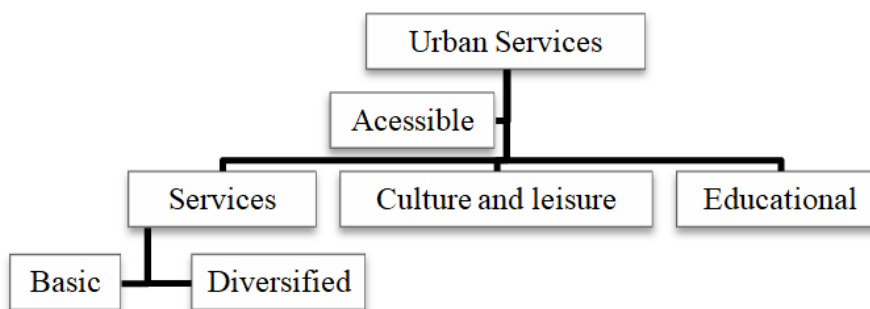 Urban Services
Acessible
Services
Culture and leisure
Educational
Basic
Diversified